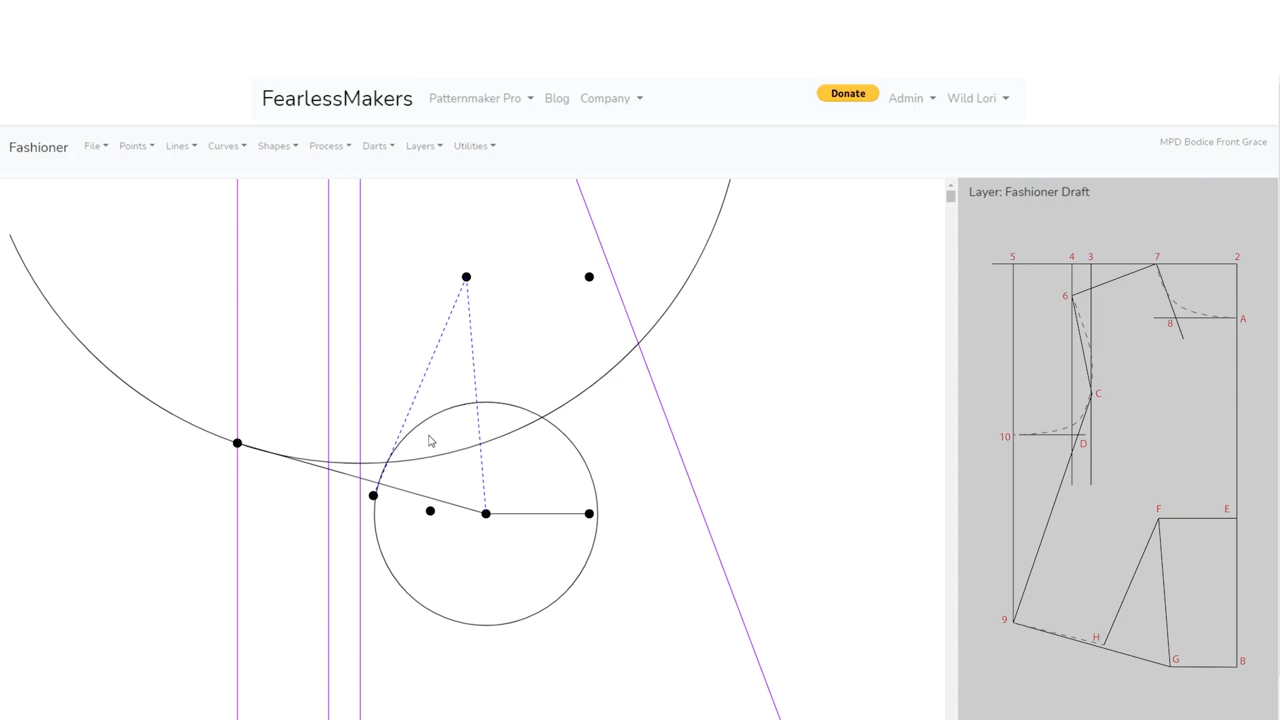 FearlessMakers Patternmaker Pro Blog Company Donate Admin Wild Lori
Fashioner File Points Lines Curves Shapes Process Darts Layers Utilities MPD Bodice Front Grace
Layer: Fashioner Draft
5 4 3 7 2
6
8 A
C
10 D
F E
9
H
G B